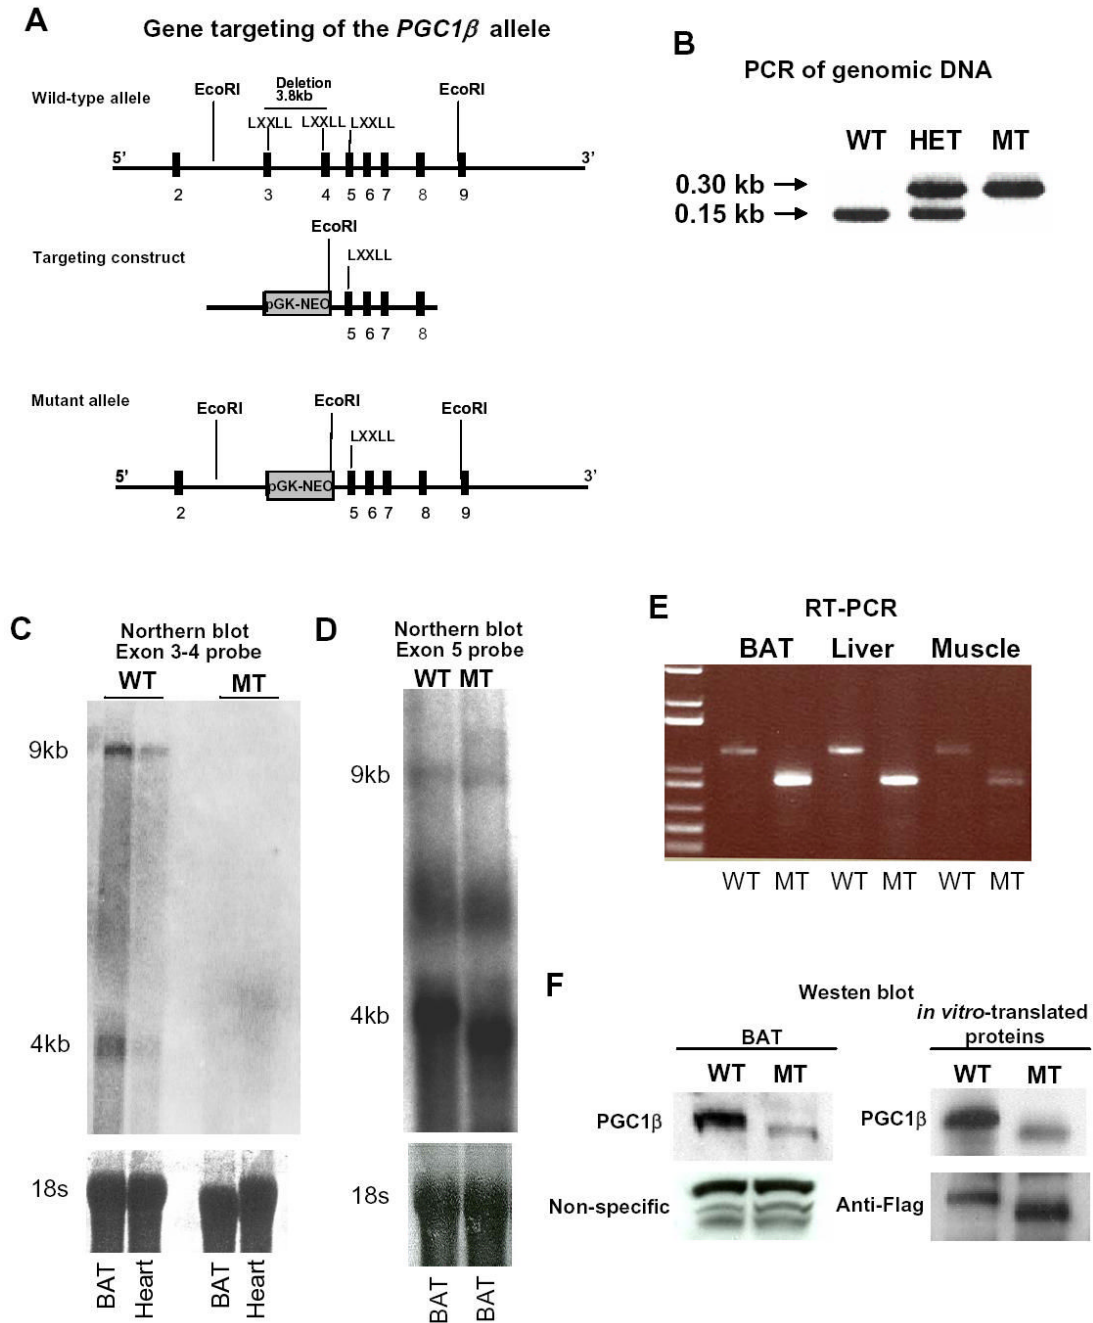 A
Gene targeting of the PGC1β allele
Wild-type allele
EcoRI
Deletion
3.8kb
EcoRI
LXXLL LXXLL LXXLL
5' 3'
2 3 4 5 6 7 8 9
EcoRI
Targeting construct
LXXLL
pGK-NEO
5 6 7 8
Mutant allele
EcoRI EcoRI EcoRI
LXXLL
5' 3'
pGK-NEO
2 5 6 7 8 9
B
PCR of genomic DNA
WT HET MT
0.30 kb
0.15 kb
C
Northern blot
Exon 3-4 probe
WT MT
9kb
4kb
18s
BAT Heart BAT Heart
D
Northern blot
Exon 5 probe
WT MT
9kb
4kb
18s
BAT BAT
E
RT-PCR
BAT Liver Muscle
WT MT WT MT WT MT
F
Westen blot
BAT
in vitro-translated
proteins
WT MT WT MT
PGC1β PGC1β
Non-specific Anti-Flag